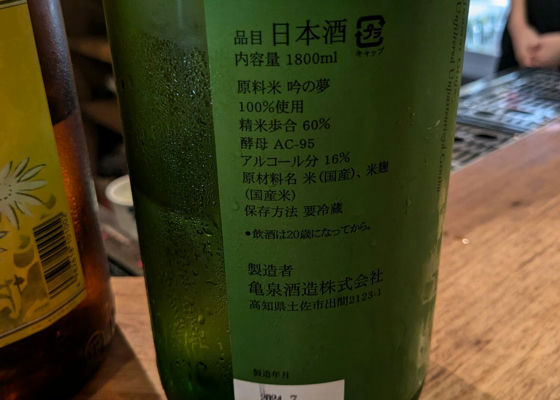 品目 日本酒
プラ
キャップ
内容量 1800ml
原料米 吟の夢
100%使用
精米歩合 60%
酵母 AC-95
アルコール分 16%
原材料名 米(国産)、米麹
(国産米)
保存方法 要冷蔵
●飲酒は20歳になってから。
製造者
亀泉酒造株式会社
高知県土佐市出間2123-1
製造年月
2024.7